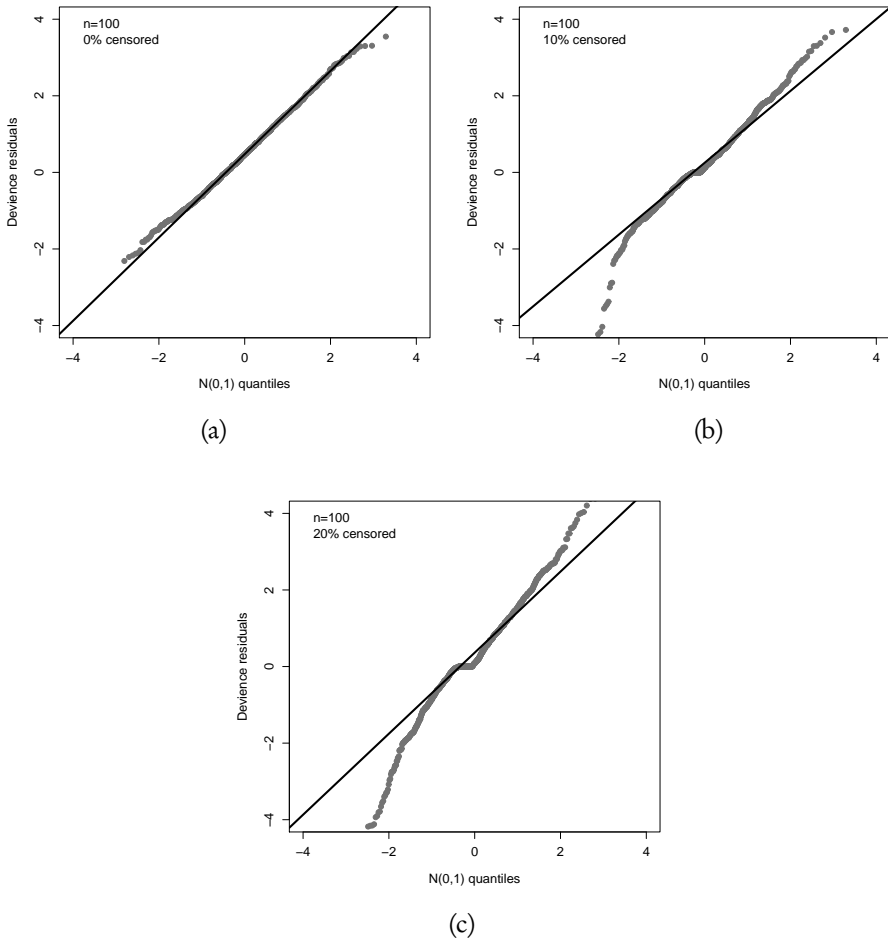 n=100
0% censored
Devience residuals
−4
−2
0
2
4
−4
−2
0
2
4
N(0,1) quantiles
(a)
n=100
10% censored
Devience residuals
−4
−2
0
2
4
−4
−2
0
2
4
N(0,1) quantiles
(b)
n=100
20% censored
Devience residuals
−4
−2
0
2
4
−4
−2
0
2
4
N(0,1) quantiles
(c)